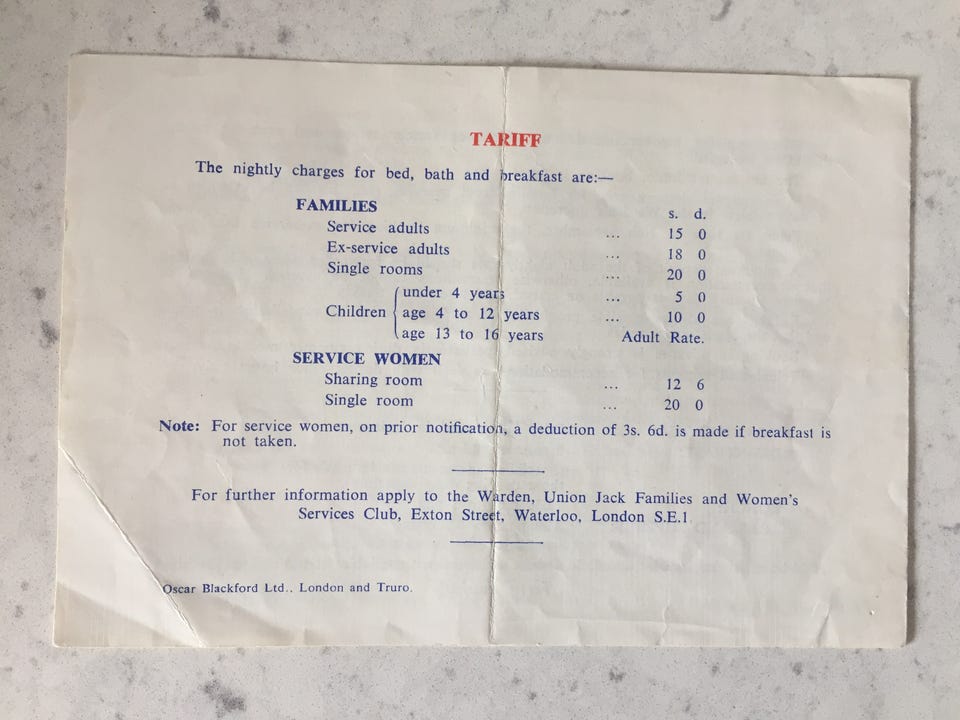 TARIFF
The nightly charges for bed, bath and breakfast are:—
FAMILIES s. d.
Service adults ... 15 0
Ex-service adults ... 18 0
Single rooms ... 20 0
under 4 years ... 5 0
Children { age 4 to 12 years ... 10 0
age 13 to 16 years Adult Rate.
SERVICE WOMEN
Sharing room ... 12 6
Single room ... 20 0
Note: For service women, on prior notification, a deduction of 3s. 6d. is made if breakfast is
not taken.
For further information apply to the Warden, Union Jack Families and Women's
Services Club, Exton Street, Waterloo, London S.E.1
Oscar Blackford Ltd., London and Truro.